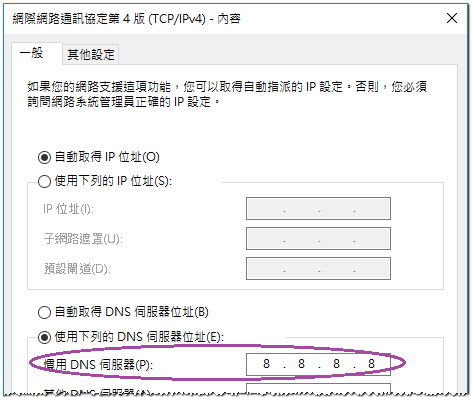 網際網路通訊協定第 4 版 (TCP/IPv4) - 內容
一般
其他設定
如果您的網路支援這項功能，您可以取得自動指派的 IP 設定。否則，您必須
詢問網路系統管理員正確的 IP 設定。
自動取得 IP 位址(O)
使用下列的 IP 位址(S):
IP 位址(I):
子網路遮罩(U):
預設閘道(D):
自動取得 DNS 伺服器位址(B)
使用下列的 DNS 伺服器位址(E):
慣用 DNS 伺服器(P): 8 . 8 . 8 . 8